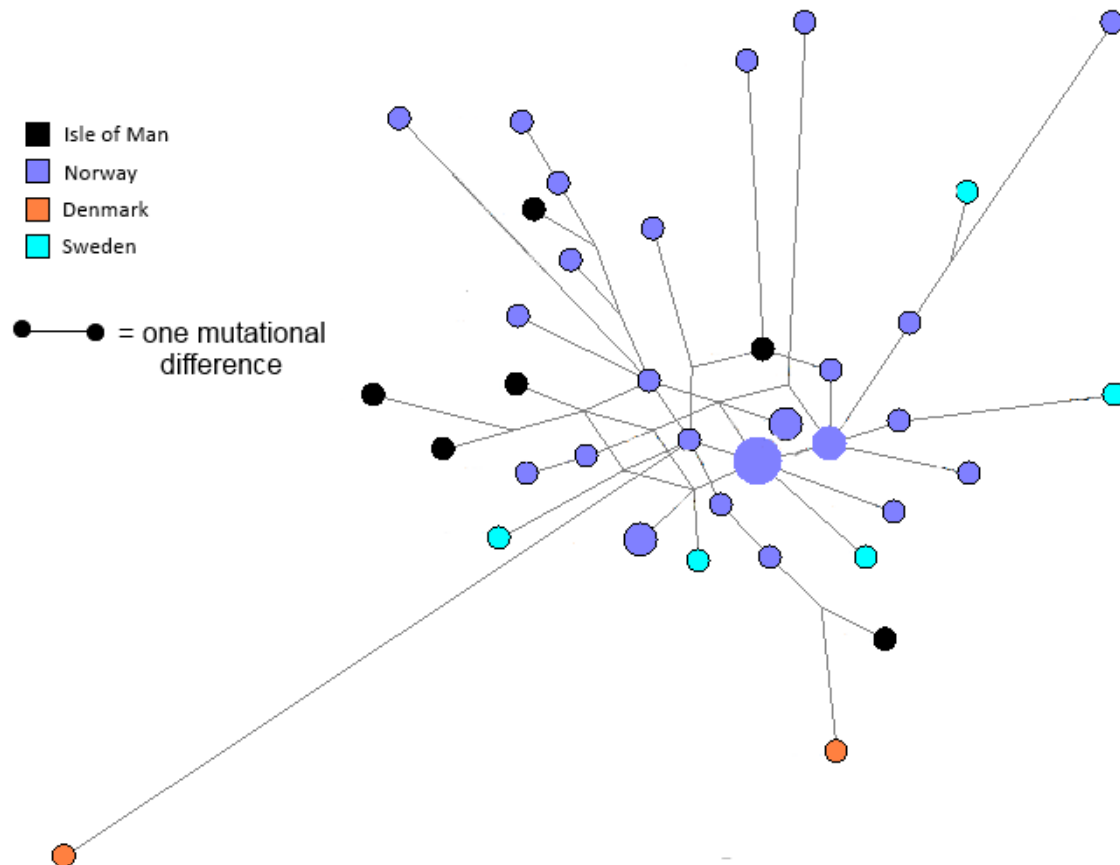 Isle of Man
Norway
Denmark
Sweden
= one mutational
difference